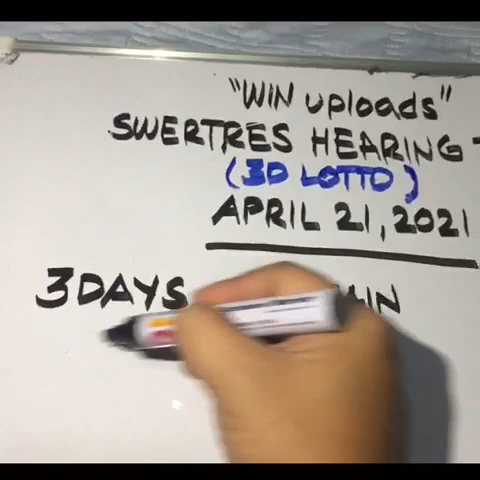 "WIN uploads"
SWERTRES HEARING
(3D LOTTO)
APRIL 21, 2021
3DAYS